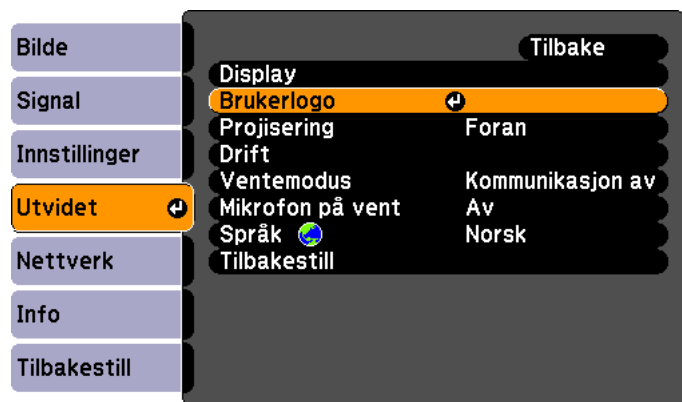 Bilde
Signal
Innstillinger
Utvidet
Nettverk
Info
Tilbakestill
Tilbake
Display
Brukerlogo
Projisering Foran
Drift
Ventemodus Kommunikasjon av
Mikrofon på vent Av
Språk Norsk
Tilbakestill